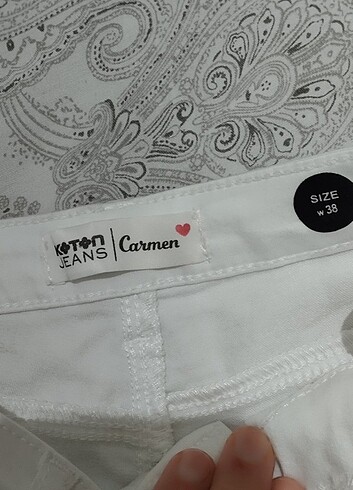 KOTON
JEANS
Carmen
SIZE
W 38